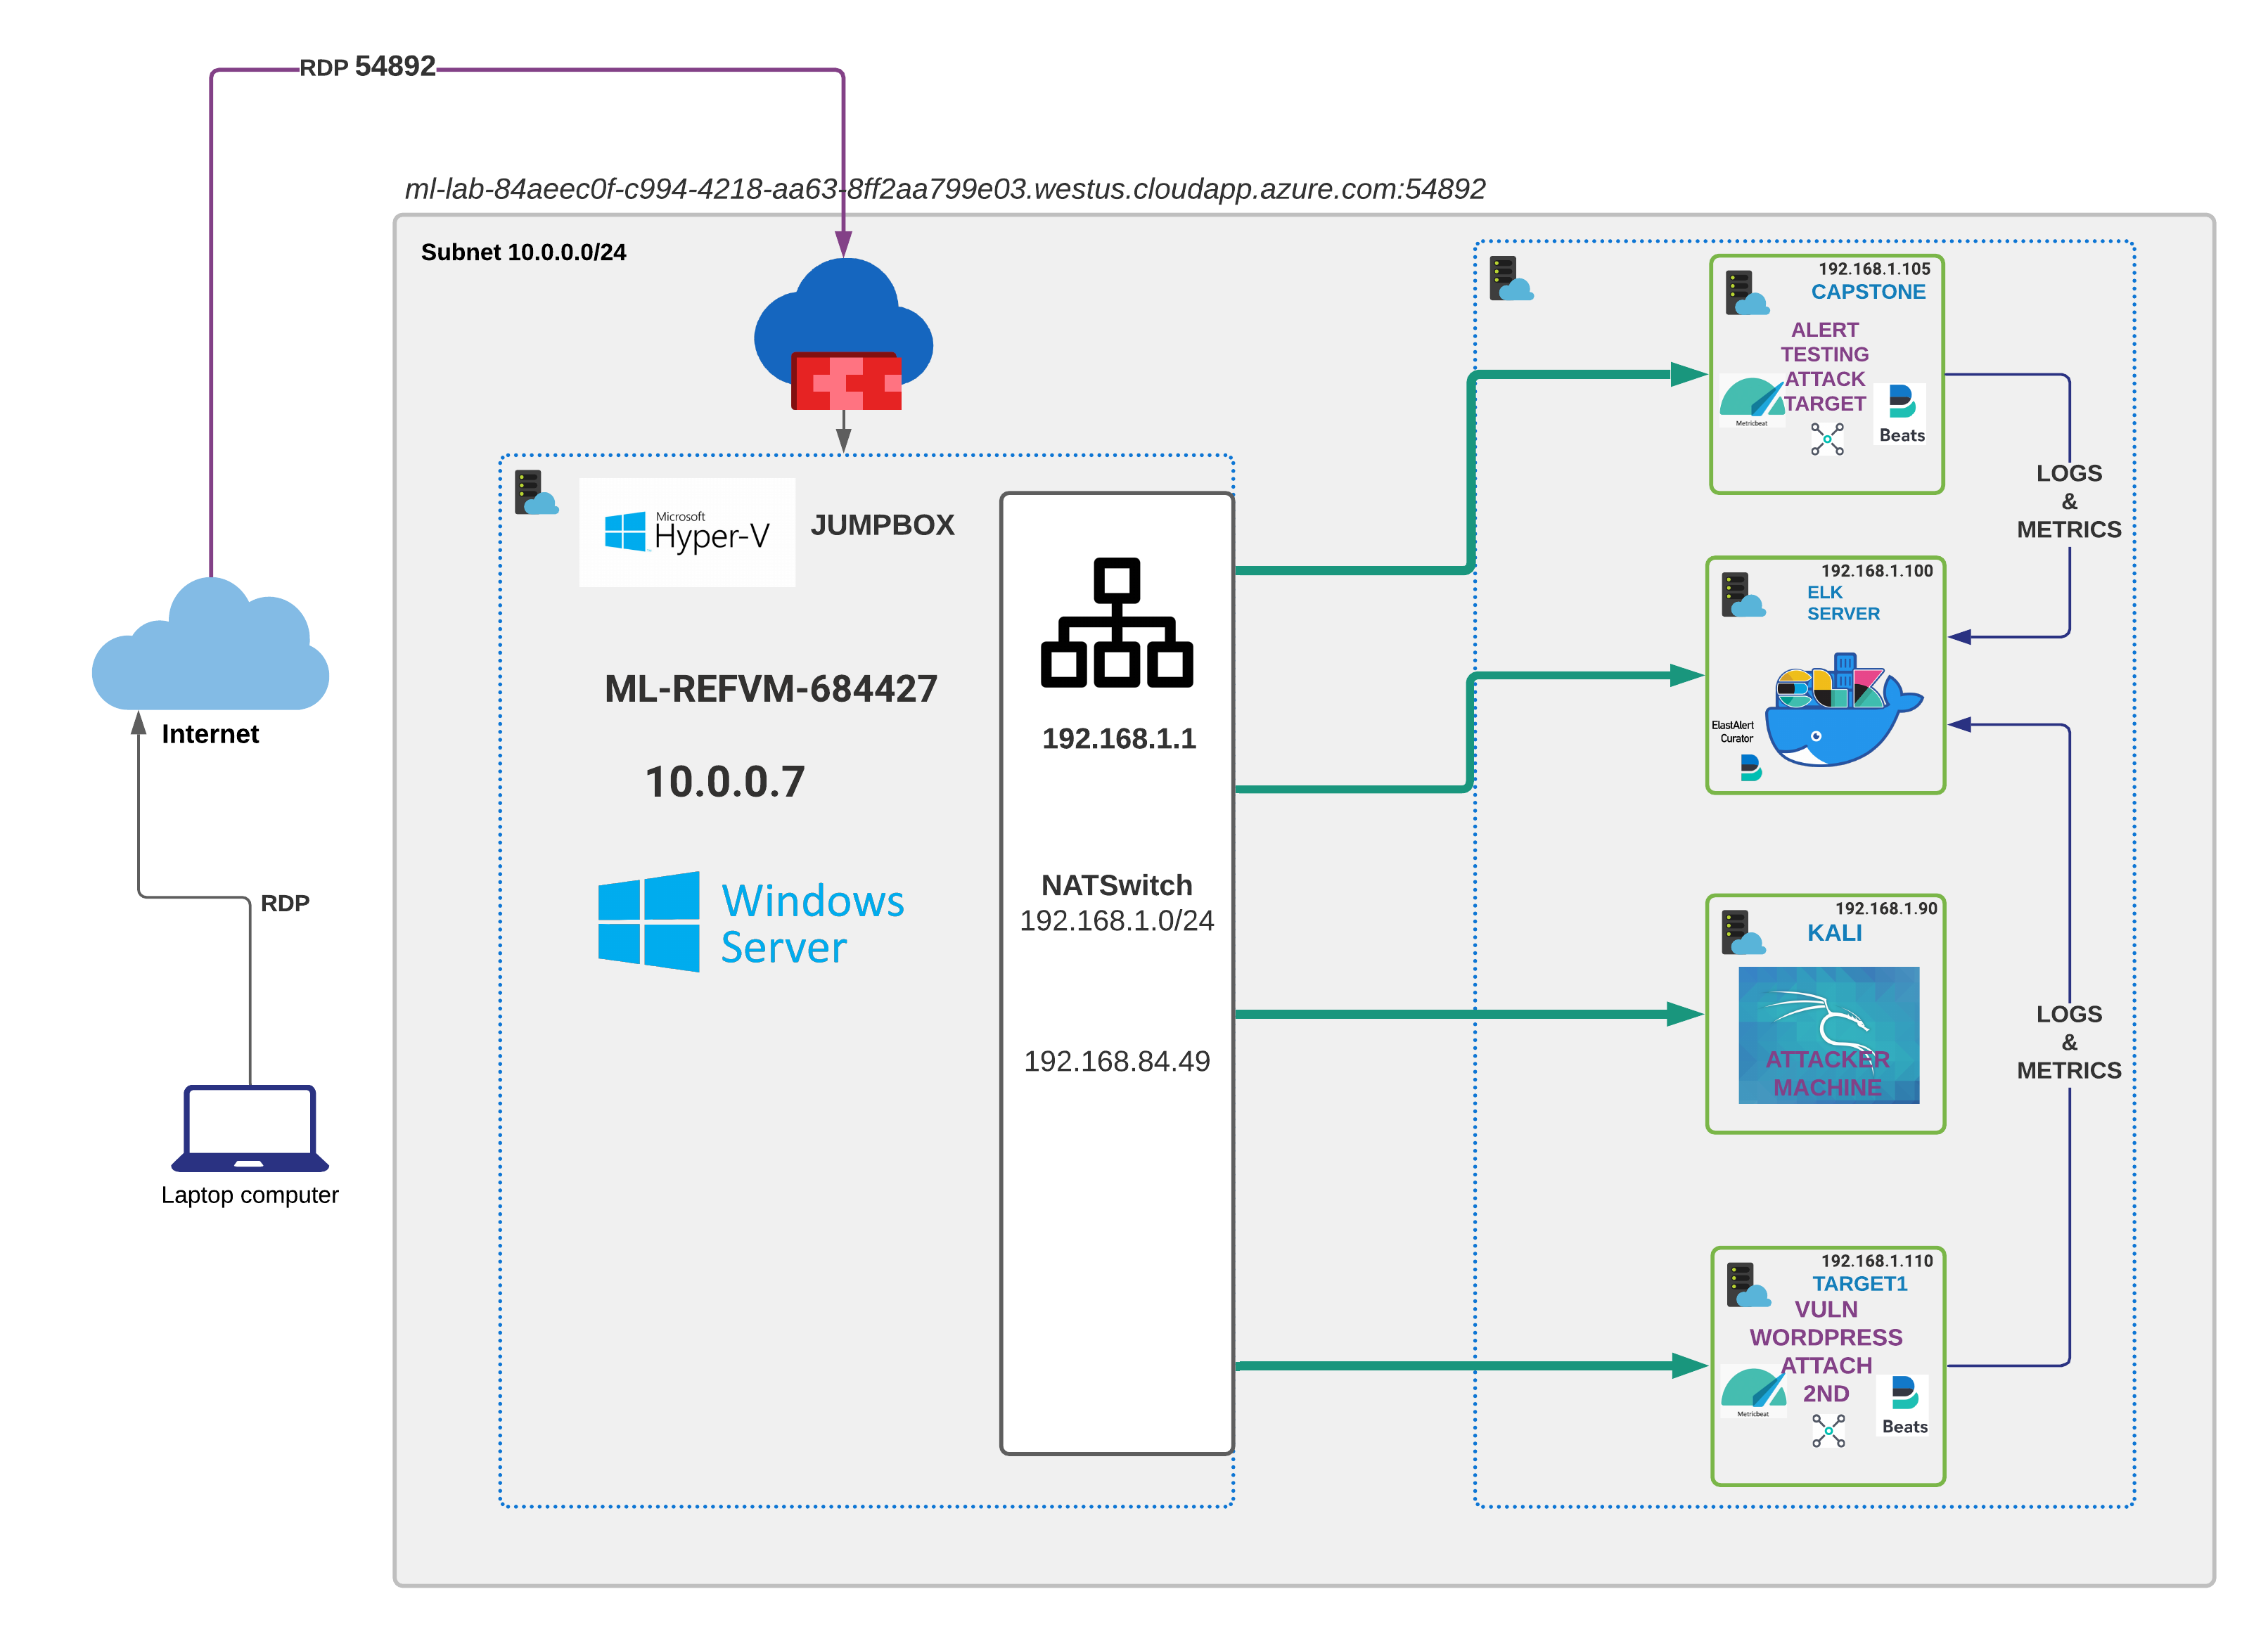 RDP 54892
ml-lab-84aeec0f-c994-4218-aa63-8ff2aa799e03.westus.cloudapp.azure.com:54892
Subnet 10.0.0.0/24
Internet
RDP
Laptop computer
Microsoft
Hyper-V
JUMPBOX
ML-REFVM-684427
10.0.0.7
Windows
Server
192.168.1.1
NATSwitch
192.168.1.0/24
192.168.84.49
192.168.1.105
CAPSTONE
ALERT
TESTING
ATTACK
TARGET
Metricbeat
Beats
LOGS
&
METRICS
192.168.1.100
ELK
SERVER
ELK
ElastAlert
Curator
192.168.1.90
KALI
ATTACKER
MACHINE
LOGS
&
METRICS
192.168.1.110
TARGET1
VULN
WORDPRESS
ATTACH
2ND
Metricbeat
Beats